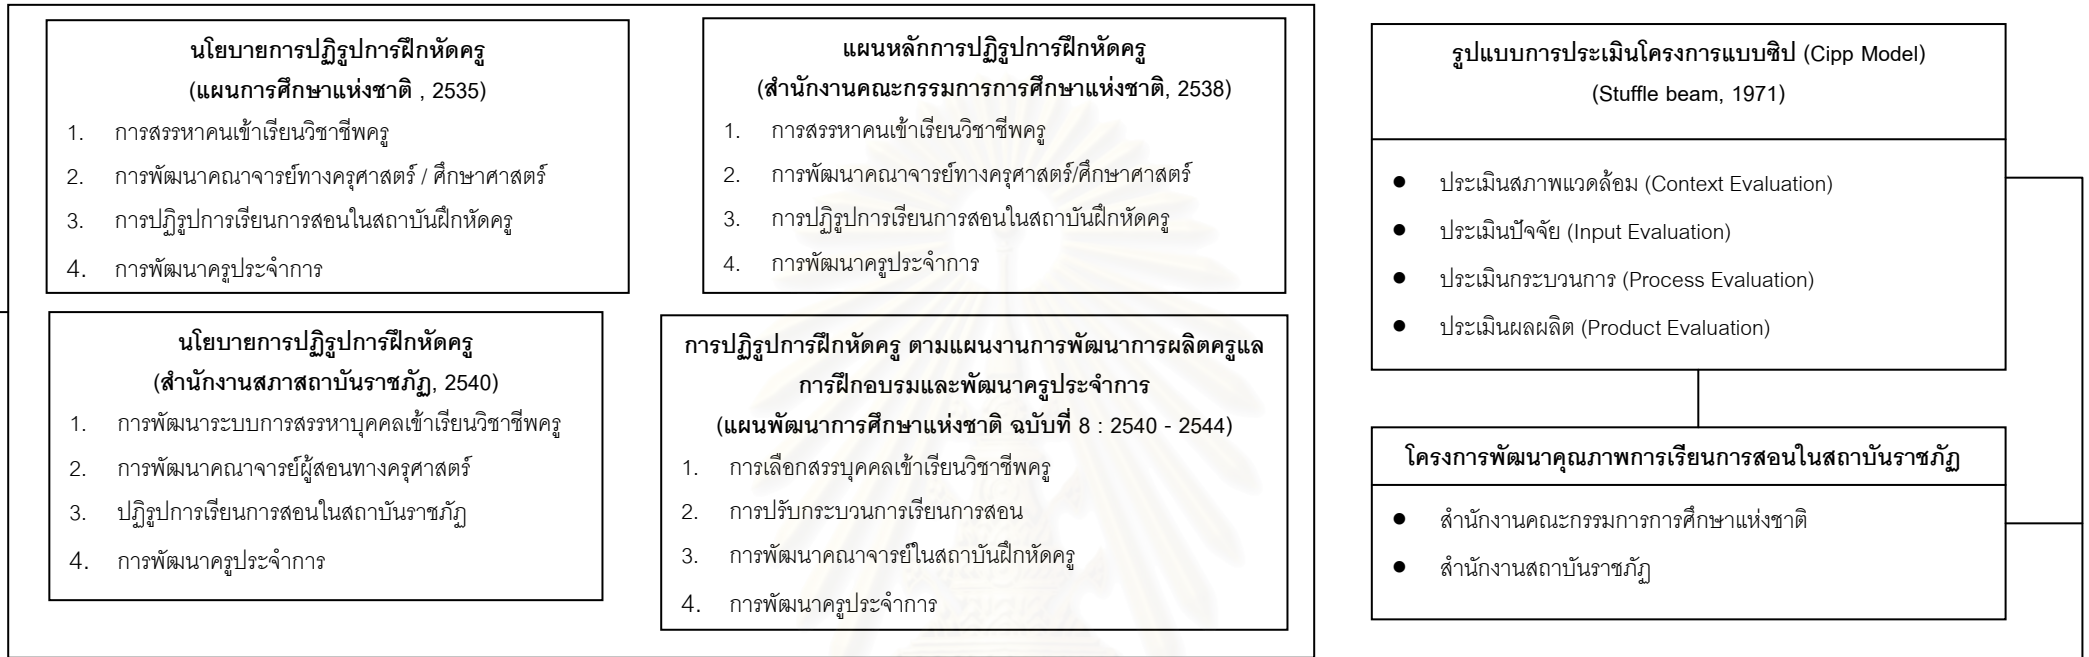 นโยบายการปฏิรูปการฝึกหัดครู
(แผนการศึกษาแห่งชาติ , 2535)
1. การสรรหาคนเข้าเรียนวิชาชีพครู
2. การพัฒนาคณาจารย์ทางครุศาสตร์ / ศึกษาศาสตร์
3. การปฏิรูปการเรียนการสอนในสถาบันฝึกหัดครู
4. การพัฒนาครูประจำการ
แผนหลักการปฏิรูปการฝึกหัดครู
(สำนักงานคณะกรรมการการศึกษาแห่งชาติ, 2538)
1. การสรรหาคนเข้าเรียนวิชาชีพครู
2. การพัฒนาคณาจารย์ทางครุศาสตร์/ศึกษาศาสตร์
3. การปฏิรูปการเรียนการสอนในสถาบันฝึกหัดครู
4. การพัฒนาครูประจำการ
นโยบายการปฏิรูปการฝึกหัดครู
(สำนักงานสภาสถาบันราชภัฏ, 2540)
1. การพัฒนาระบบการสรรหาบุคคลเข้าเรียนวิชาชีพครู
2. การพัฒนาคณาจารย์ผู้สอนทางครุศาสตร์
3. ปฏิรูปการเรียนการสอนในสถาบันราชภัฏ
4. การพัฒนาครูประจำการ
การปฏิรูปการฝึกหัดครู ตามแผนงานการพัฒนาการผลิตครูแล
การฝึกอบรมและพัฒนาครูประจำการ
(แผนพัฒนาการศึกษาแห่งชาติ ฉบับที่ 8 : 2540 - 2544)
1. การเลือกสรรบุคคลเข้าเรียนวิชาชีพครู
2. การปรับกระบวนการเรียนการสอน
3. การพัฒนาคณาจารย์ในสถาบันฝึกหัดครู
4. การพัฒนาครูประจำการ
รูปแบบการประเมินโครงการแบบซิป (Cipp Model)
(Stuffle beam, 1971)
● ประเมินสภาพแวดล้อม (Context Evaluation)
● ประเมินปัจจัย (Input Evaluation)
● ประเมินกระบวนการ (Process Evaluation)
● ประเมินผลผลิต (Product Evaluation)
โครงการพัฒนาคุณภาพการเรียนการสอนในสถาบันราชภัฏ
● สำนักงานคณะกรรมการการศึกษาแห่งชาติ
● สำนักงานสถาบันราชภัฏ